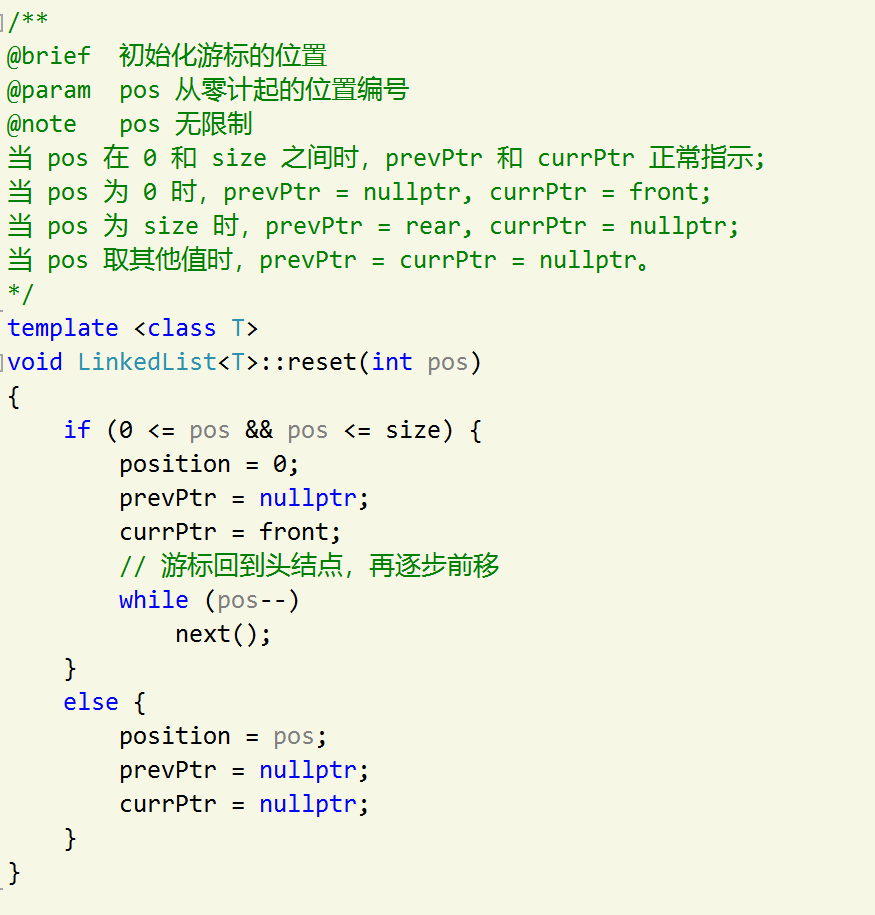 /**
@brief  初始化游标的位置
@param  pos 从零计起的位置编号
@note   pos 无限制
当 pos 在 0 和 size 之间时，prevPtr 和 currPtr 正常指示;
当 pos 为 0 时，prevPtr = nullptr, currPtr = front;
当 pos 为 size 时，prevPtr = rear, currPtr = nullptr;
当 pos 取其他值时，prevPtr = currPtr = nullptr。
*/
template <class T>
void LinkedList<T>::reset(int pos)
{
    if (0 <= pos && pos <= size) {
        position = 0;
        prevPtr = nullptr;
        currPtr = front;
        // 游标回到头结点，再逐步前移
        while (pos--)
            next();
    }
    else {
        position = pos;
        prevPtr = nullptr;
        currPtr = nullptr;
    }
}